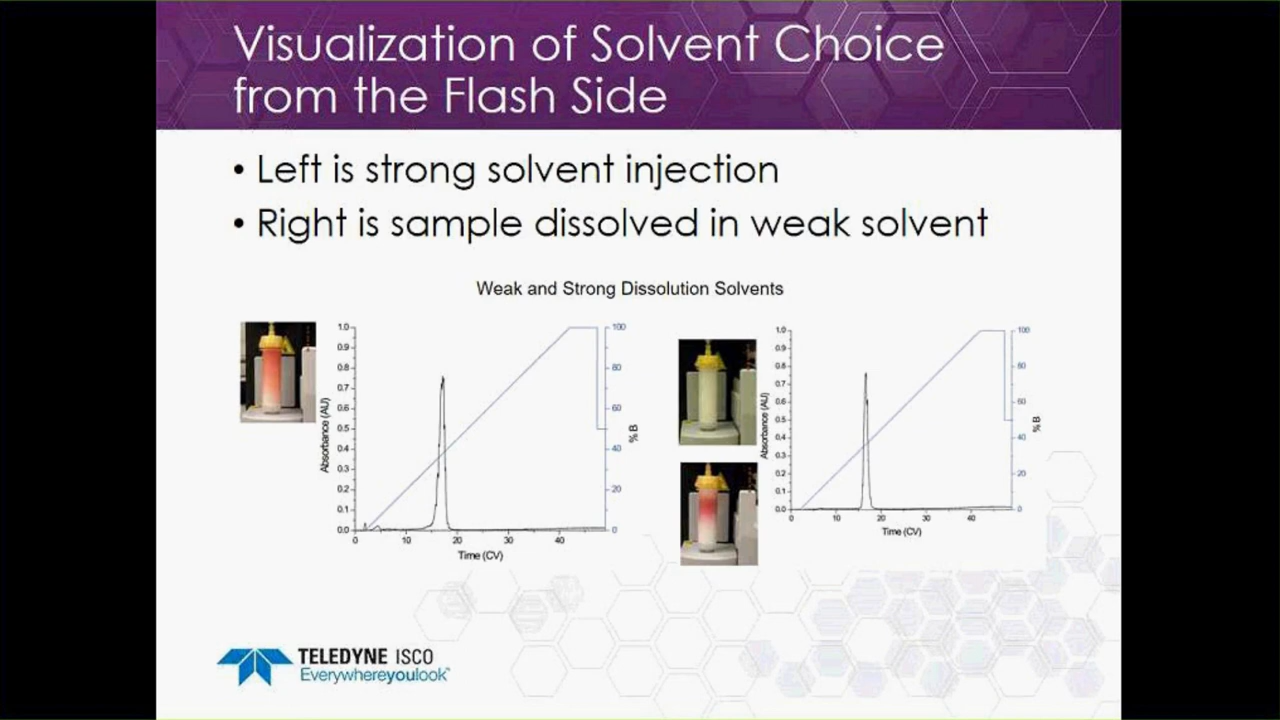 Visualization of Solvent Choice
from the Flash Side
• Left is strong solvent injection
• Right is sample dissolved in weak solvent
Weak and Strong Dissolution Solvents
1.0
0.9
0.8
0.7
0.6
0.5
0.4
0.3
0.2
0.1
0.0
Absorbance (AU)
0 10 20 30 40
Time (CV)
100
80
60
40
20
0
% B
1.0
0.9
0.8
0.7
0.6
0.5
0.4
0.3
0.2
0.1
0.0
Absorbance (AU)
0 10 20 30 40
Time (CV)
100
80
60
40
20
0
% B
TELEDYNE ISCO
Everywhereyoulook™